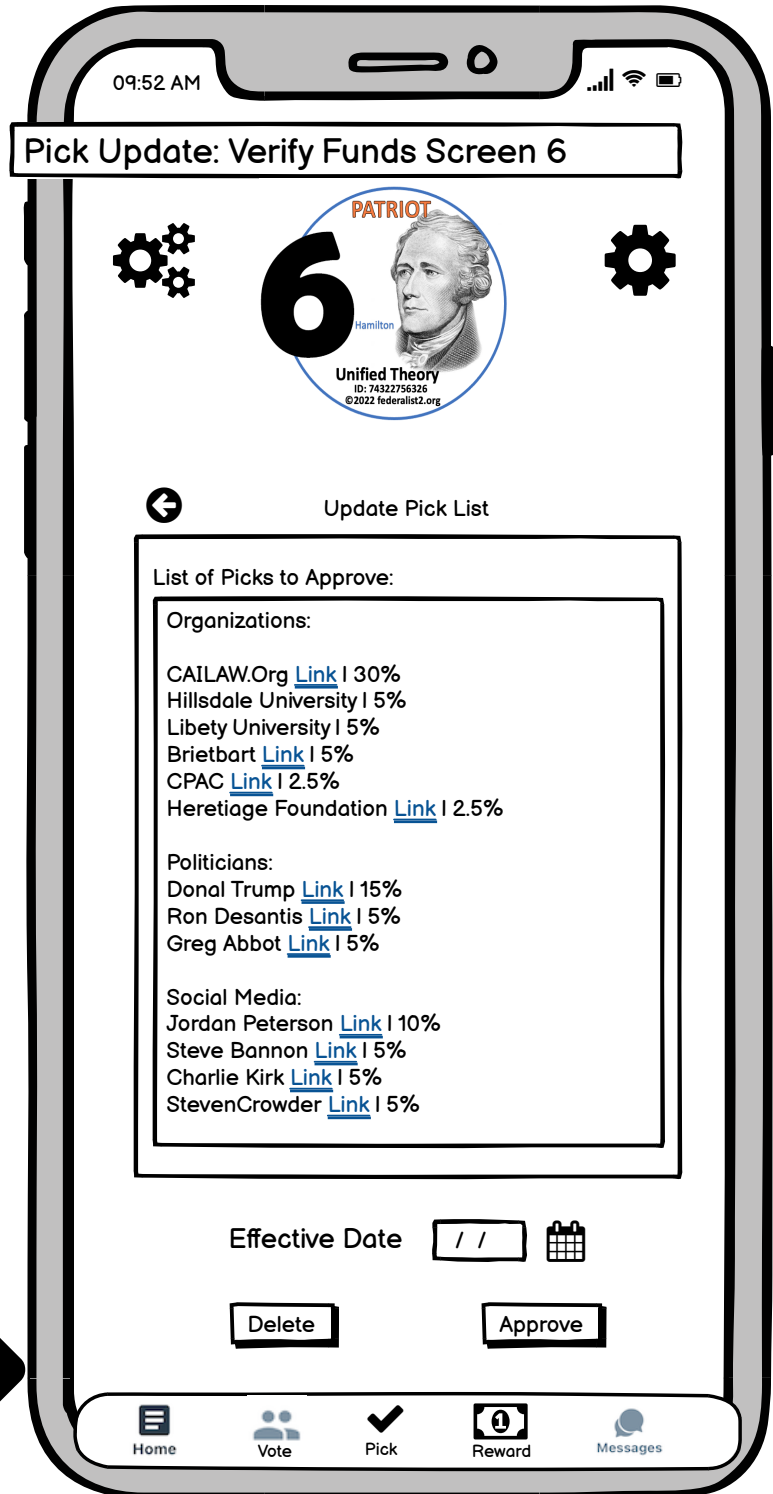 09:52 AM
Pick Update: Verify Funds Screen 6
PATRIOT
6
Hamilton
Unified Theory
ID: 74322756326
©2022 federalist2.org
Update Pick List
List of Picks to Approve:
Organizations:
CAILAW.Org Link | 30%
Hillsdale University | 5%
Libety University | 5%
Brietbart Link | 5%
CPAC Link | 2.5%
Heretiage Foundation Link | 2.5%
Politicians:
Donal Trump Link | 15%
Ron Desantis Link | 5%
Greg Abbot Link | 5%
Social Media:
Jordan Peterson Link | 10%
Steve Bannon Link | 5%
Charlie Kirk Link | 5%
StevenCrowder Link | 5%
Effective Date / /
Delete Approve
1
Home Vote Pick Reward Messages